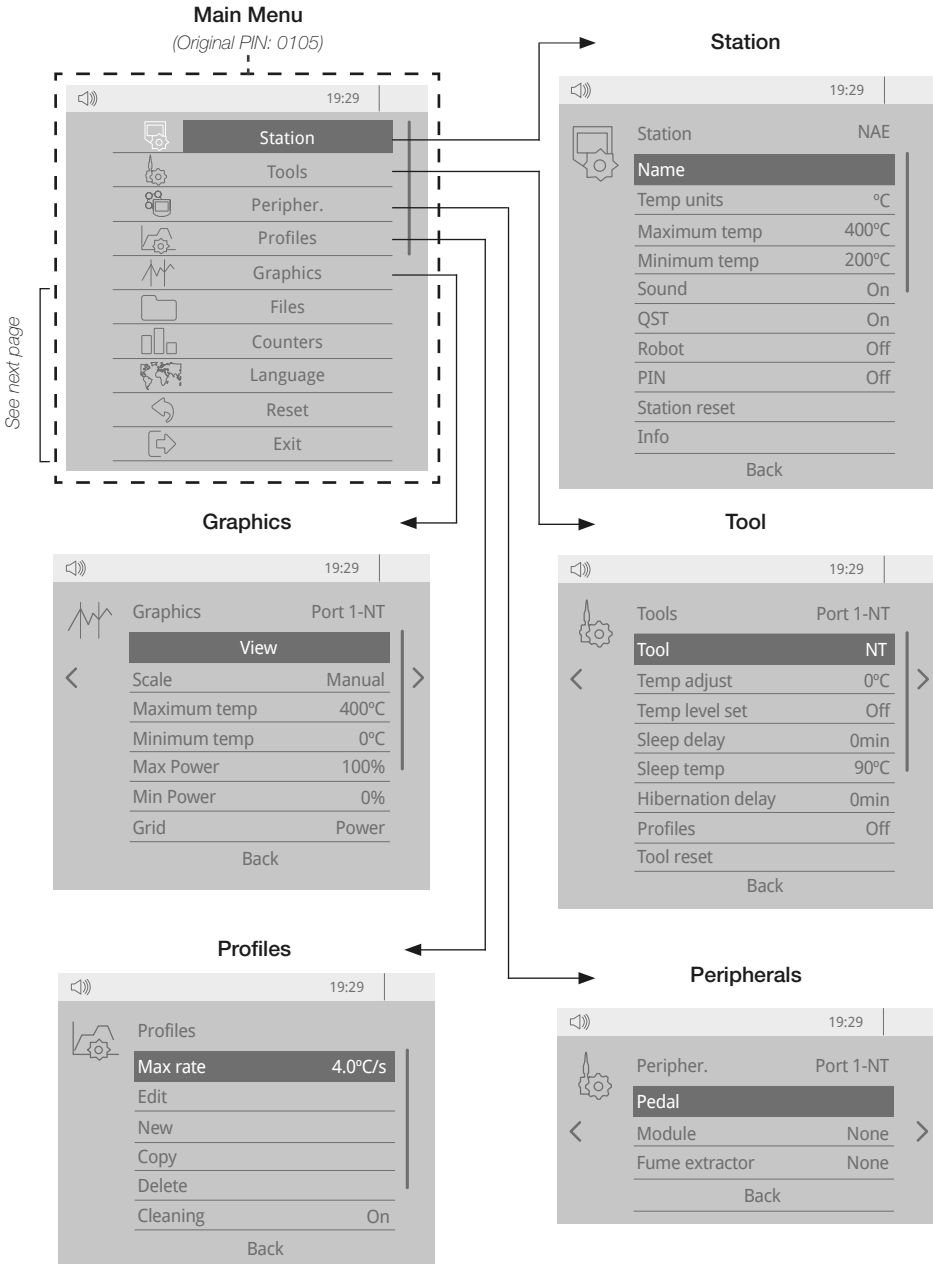 Main Menu
(Original PIN: 0105)
19:29
Station
Tools
Peripher.
Profiles
Graphics
Files
Counters
Language
Reset
Exit
See next page
Station
19:29
Station NAE
Name
Temp units ºC
Maximum temp 400ºC
Minimum temp 200ºC
Sound On
QST On
Robot Off
PIN Off
Station reset
Info
Back
Graphics
19:29
Graphics Port 1-NT
View
Scale Manual
Maximum temp 400ºC
Minimum temp 0ºC
Max Power 100%
Min Power 0%
Grid Power
Back
Tool
19:29
Tools Port 1-NT
Tool NT
Temp adjust 0ºC
Temp level set Off
Sleep delay 0min
Sleep temp 90ºC
Hibernation delay 0min
Profiles Off
Tool reset
Back
Profiles
19:29
Profiles
Max rate 4.0ºC/s
Edit
New
Copy
Delete
Cleaning On
Back
Peripherals
19:29
Peripher. Port 1-NT
Pedal
Module None
Fume extractor None
Back